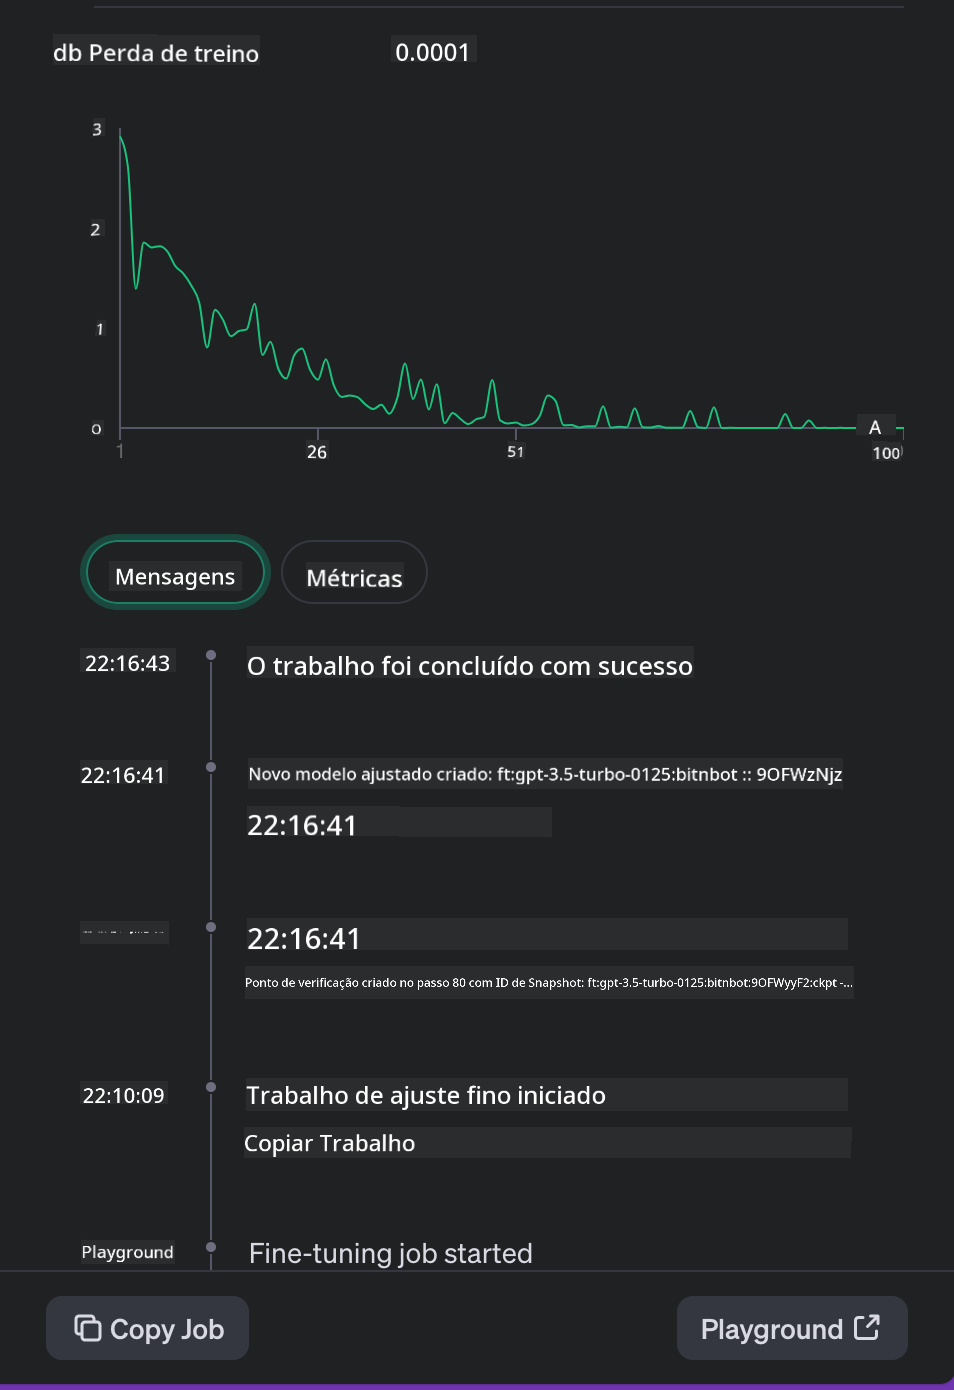 db Perda de treino 0.0001
3
2
1
0
1 26 51 100
A
Mensagens Métricas
22:16:43 O trabalho foi concluído com sucesso
22:16:41 Novo modelo ajustado criado: ft:gpt-3.5-turbo-0125:bitnbot :: 9OFWzNjz
22:16:41
22:16:41
Ponto de verificação criado no passo 80 com ID de Snapshot: ft:gpt-3.5-turbo-0125:bitnbot:9OFWyyF2:ckpt -...
22:10:09 Trabalho de ajuste fino iniciado
Copiar Trabalho
Playground Fine-tuning job started
Copy Job Playground